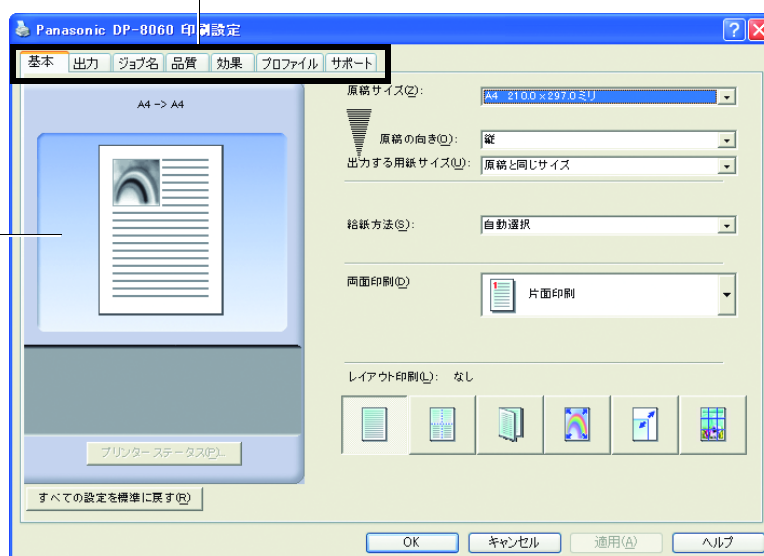 Panasonic DP-8060 印刷設定
基本 出力 ジョブ名 品質 効果 プロファイル サポート
A4 -> A4
原稿サイズ(Z): A4 210.0×297.0ミリ
原稿の向き(O): 縦
出力する用紙サイズ(U): 原稿と同じサイズ
給紙方法(S): 自動選択
両面印刷(D) 片面印刷
レイアウト印刷(L): なし
プリンター ステータス(P)...
すべての設定を標準に戻す(R)
OK キャンセル 適用(A) ヘルプ